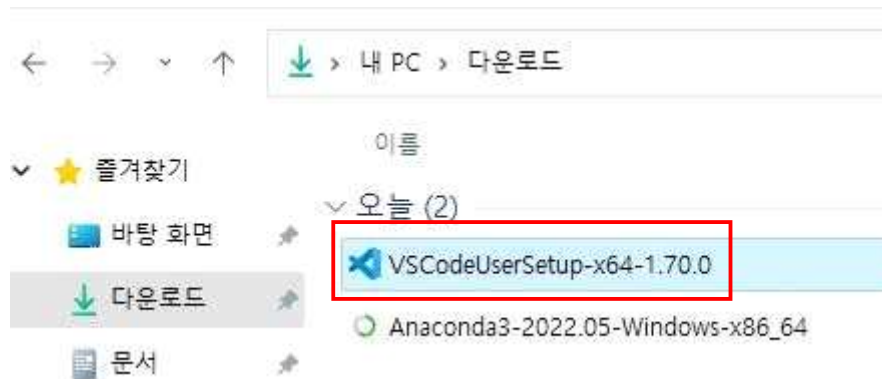 내 PC > 다운로드
이름
즐겨찾기
오늘 (2)
바탕 화면
VSCodeUserSetup-x64-1.70.0
다운로드
Anaconda3-2022.05-Windows-x86_64
문서